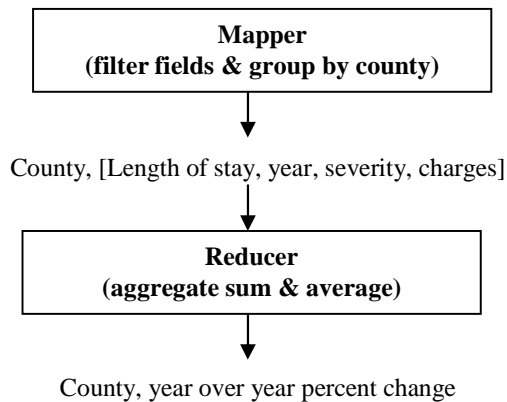 Mapper
(filter fields & group by county)
County, [Length of stay, year, severity, charges]
Reducer
(aggregate sum & average)
County, year over year percent change